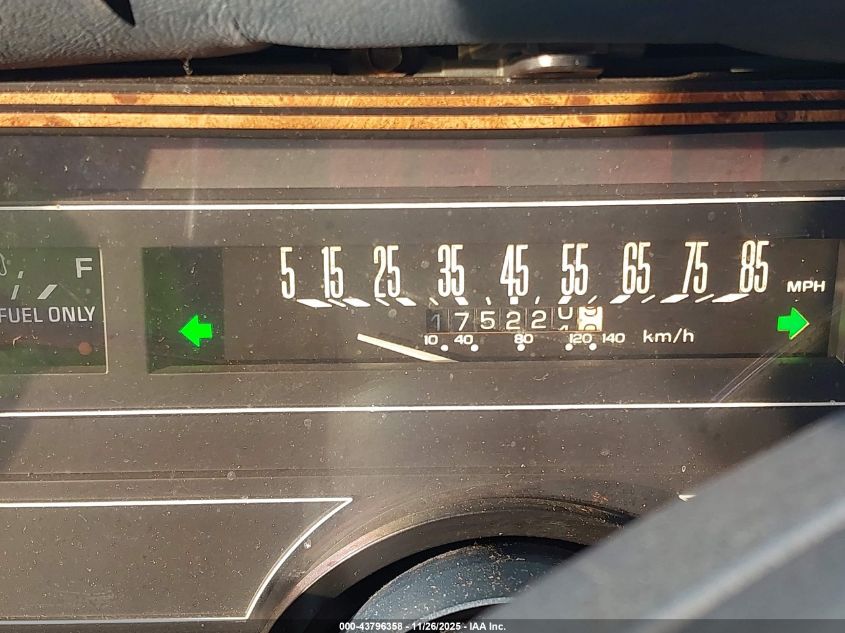 F
FUEL ONLY
5 15 25 35 45 55 65 75 85
MPH
17522
10 40 80 120 140 km/h
000-43796358 - 11/26/2025 - IAA Inc.